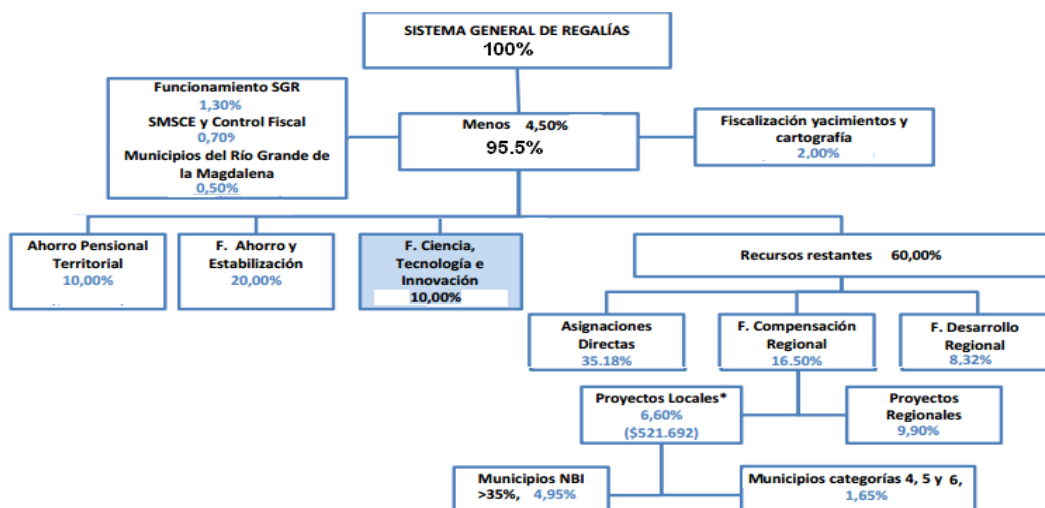 SISTEMA GENERAL DE REGALÍAS
100%
Funcionamiento SGR
1,30%
SMSCE y Control Fiscal
0,70%
Municipios del Río Grande de
la Magdalena
0,50%
Menos 4,50%
95.5%
Fiscalización yacimientos y
cartografía
2,00%
Ahorro Pensional
Territorial
10,00%
F. Ahorro y
Estabilización
20,00%
F. Ciencia,
Tecnología e
Innovación
10,00%
Recursos restantes 60,00%
Asignaciones
Directas
35.18%
F. Compensación
Regional
16.50%
F. Desarrollo
Regional
8,32%
Proyectos Locales*
6,60%
($521.692)
Proyectos
Regionales
9,90%
Municipios NBI
>35%, 4,95%
Municipios categorías 4, 5 y 6,
1,65%